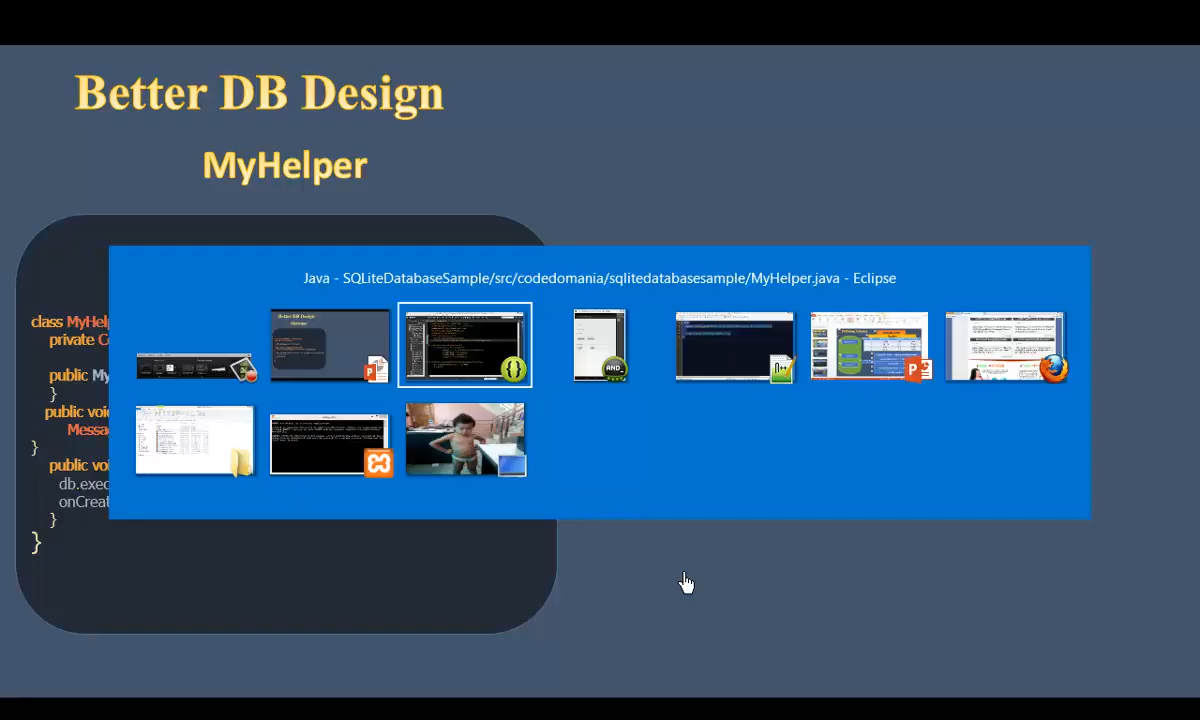 Better DB Design
MyHelper
Java - SQLiteDatabaseSample/src/codedomania/sqlitedatabasesample/MyHelper.java - Eclipse
class MyHelp
private C
public My
}
public voi
Messa
}
public voi
db.exec
onCreat
}
}